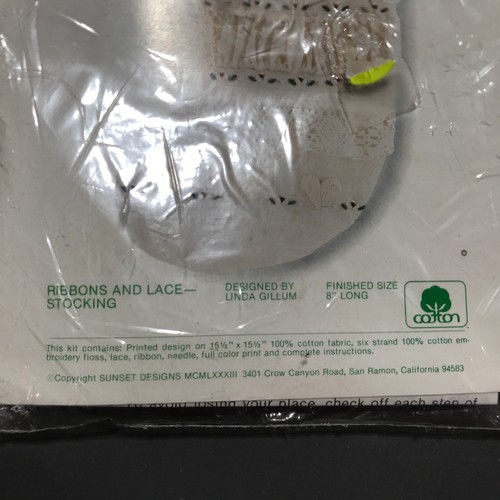 RIBBONS AND LACE—
STOCKING
DESIGNED BY
LINDA GILLUM
FINISHED SIZE
8" LONG
cotton
This kit contains: Printed design on 15½" x 15½" 100% cotton fabric, six strand 100% cotton em-
broidery floss, lace, ribbon, needle, full color print and complete instructions.
©Copyright SUNSET DESIGNS MCMLXXXIII 3401 Crow Canyon Road, San Ramon, California 94583
avoid losing your place, check off each step of